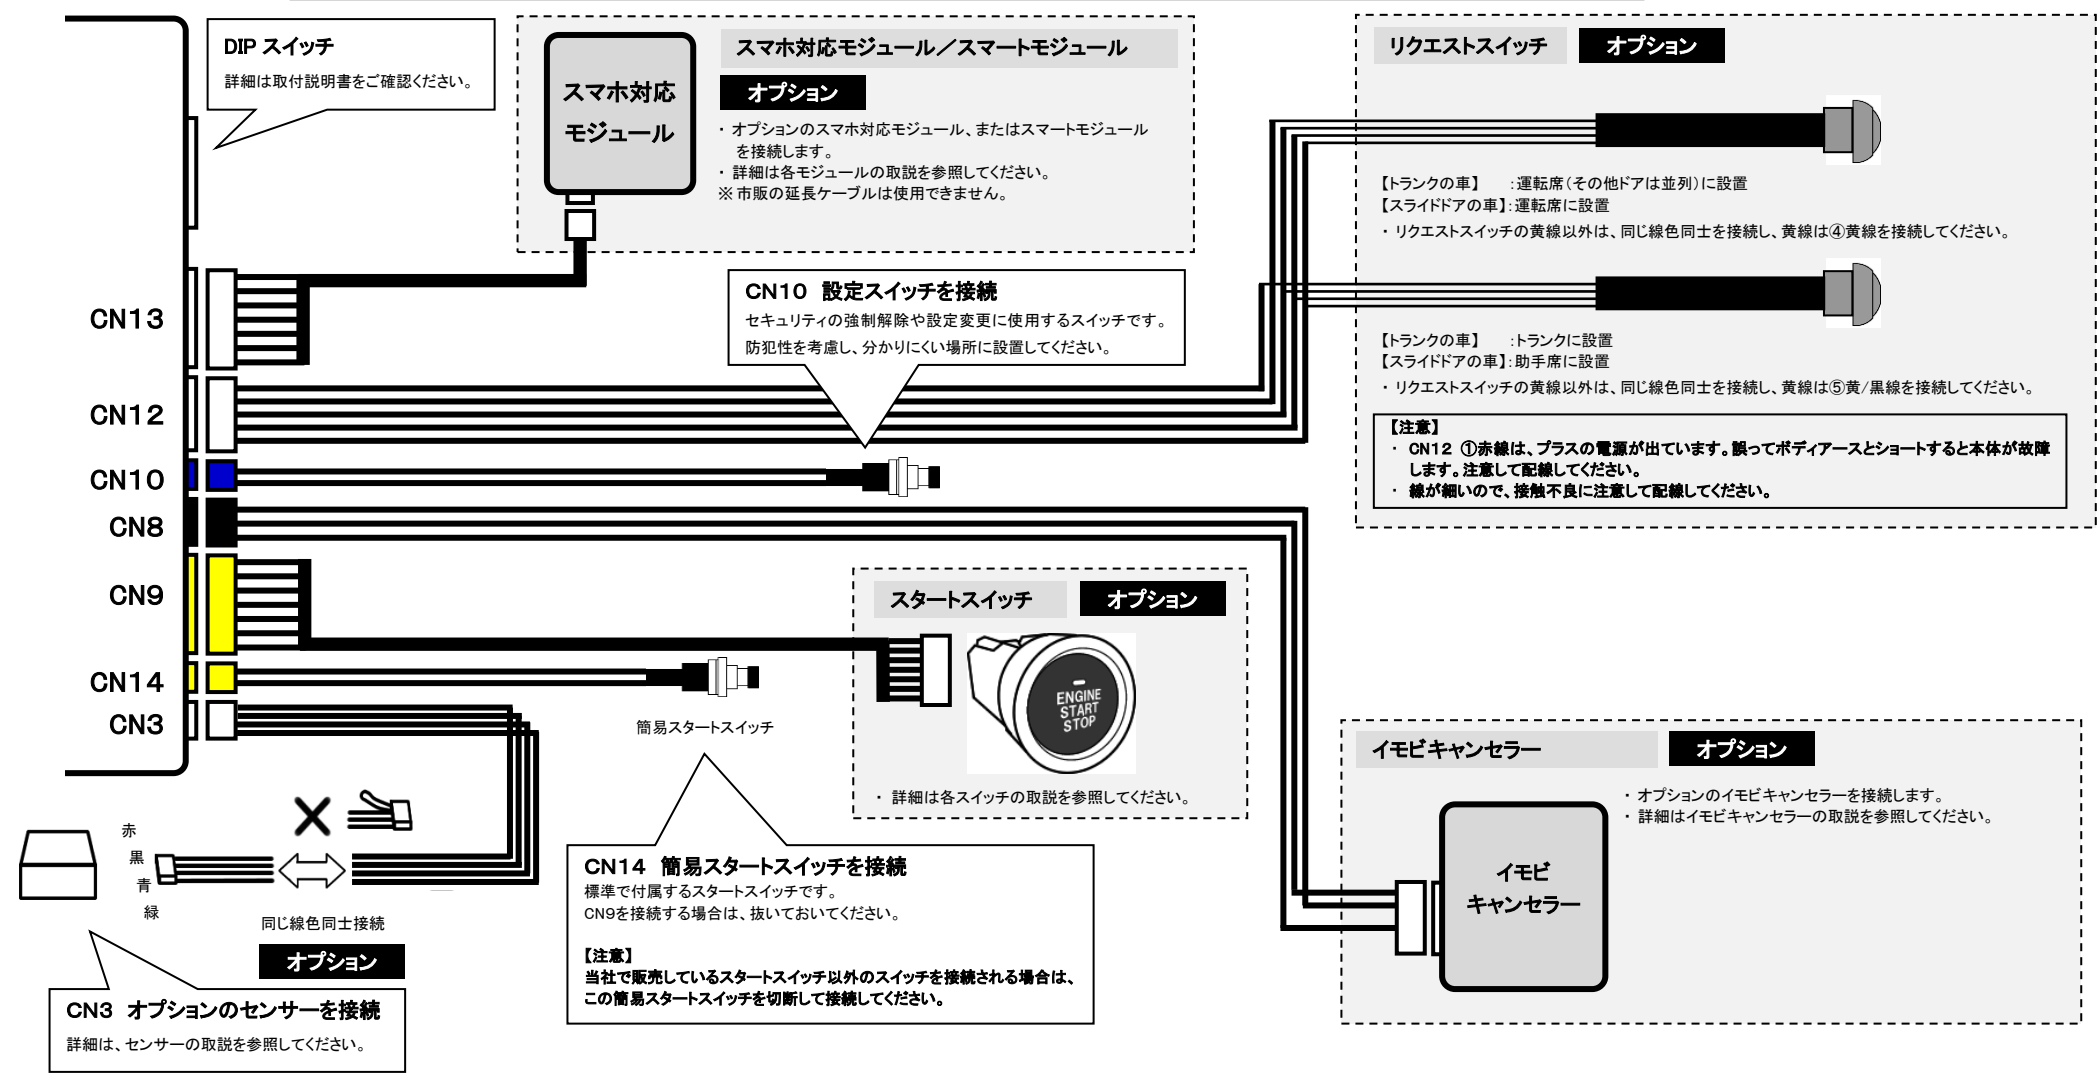 DIP スイッチ
詳細は取付説明書をご確認ください。
スマホ対応
モジュール
スマホ対応モジュール／スマートモジュール
オプション
・ オプションのスマホ対応モジュール、またはスマートモジュール
を接続します。
・ 詳細は各モジュールの取説を参照してください。
※ 市販の延長ケーブルは使用できません。
リクエストスイッチ
オプション
【トランクの車】 ：運転席（その他ドアは並列）に設置
【スライドドアの車】：運転席に設置
・ リクエストスイッチの黄線以外は、同じ線色同士を接続し、黄線は④黄線を接続してください。
【トランクの車】 ：トランクに設置
【スライドドアの車】：助手席に設置
・ リクエストスイッチの黄線以外は、同じ線色同士を接続し、黄線は⑤黄/黒線を接続してください。
【注意】
・ CN12 ①赤線は、プラスの電源が出ています。誤ってボディアースとショートすると本体が故障
します。注意して配線してください。
・ 線が細いので、接触不良に注意して配線してください。
CN13
CN12
CN10
CN8
CN9
CN14
CN3
CN10 設定スイッチを接続
セキュリティの強制解除や設定変更に使用するスイッチです。
防犯性を考慮し、分かりにくい場所に設置してください。
スタートスイッチ
オプション
ENGINE
START
STOP
・ 詳細は各スイッチの取説を参照してください。
簡易スタートスイッチ
CN14 簡易スタートスイッチを接続
標準で付属するスタートスイッチです。
CN9を接続する場合は、抜いておいてください。
【注意】
当社で販売しているスタートスイッチ以外のスイッチを接続される場合は、
この簡易スタートスイッチを切断して接続してください。
イモビキャンセラー
オプション
・ オプションのイモビキャンセラーを接続します。
・ 詳細はイモビキャンセラーの取説を参照してください。
イモビ
キャンセラー
赤
黒
青
緑
同じ線色同士接続
オプション
CN3 オプションのセンサーを接続
詳細は、センサーの取説を参照してください。